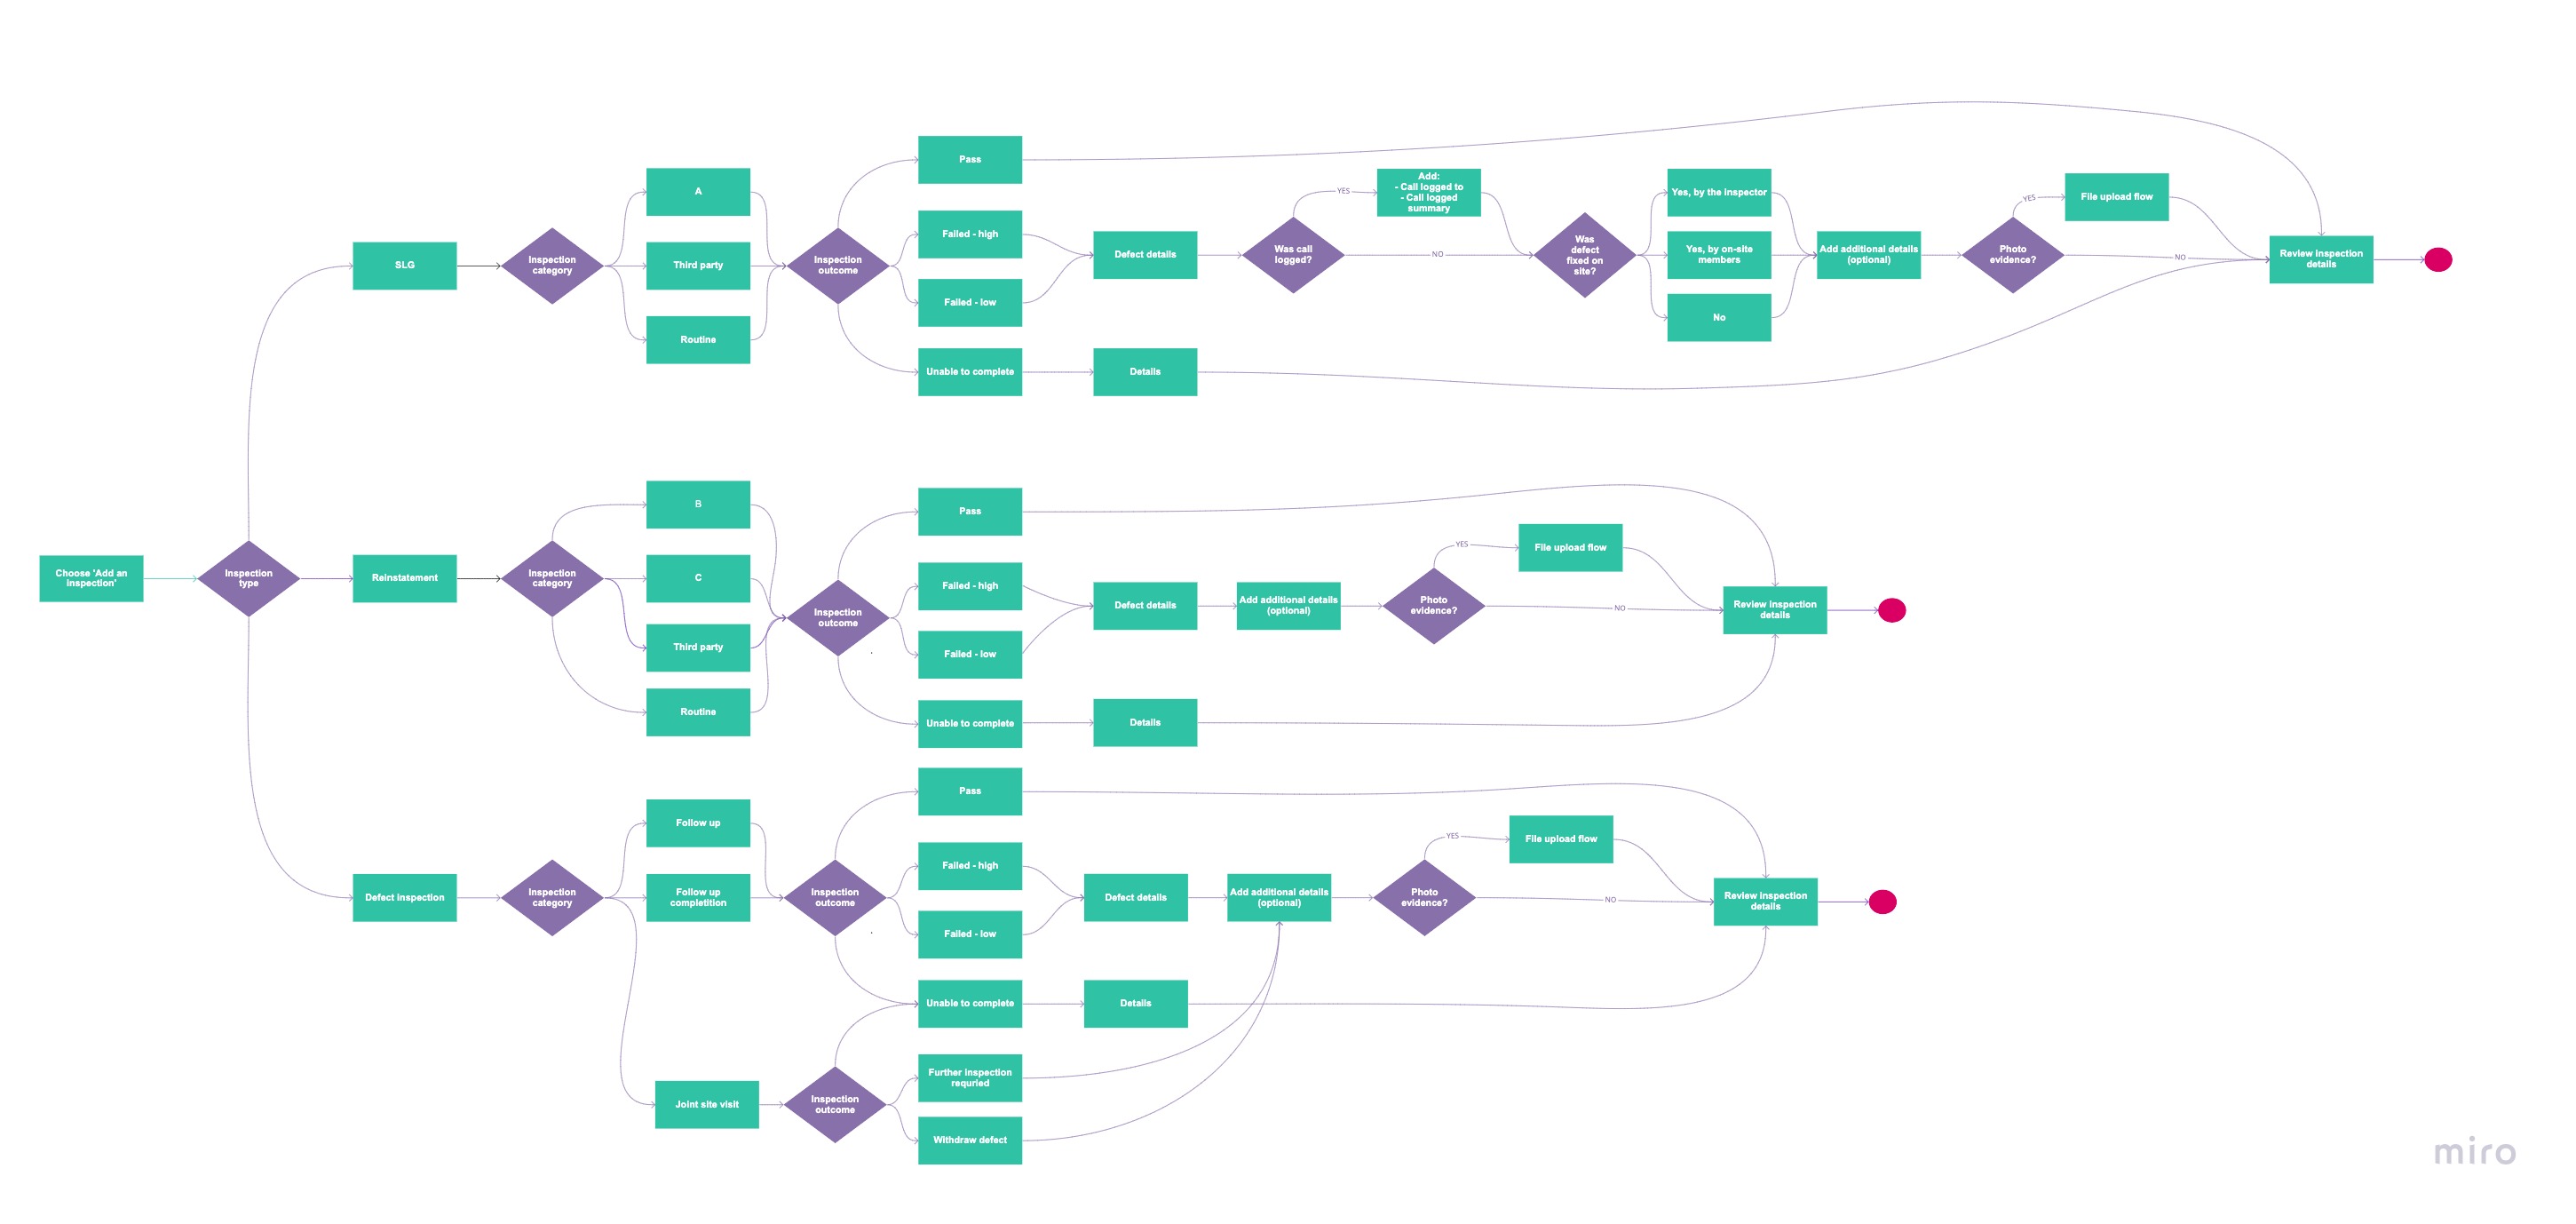 Choose 'Add an
inspection'
Inspection
type
SLG
Inspection
category
A
Third party
Routine
Inspection
outcome
Pass
Failed - high
Failed - low
Unable to complete
Defect details
Details
Was call
logged?
YES
NO
Add:
- Call logged to
- Call logged
summary
Was
defect
fixed on
site?
Yes, by the inspector
Yes, by on-site
members
No
Add additional details
(optional)
Photo
evidence?
YES
NO
File upload flow
Review inspection
details
Reinstatement
Inspection
category
B
C
Third party
Routine
Inspection
outcome
Pass
Failed - high
Failed - low
Unable to complete
Defect details
Details
Add additional details
(optional)
Photo
evidence?
YES
NO
File upload flow
Review inspection
details
Defect inspection
Inspection
category
Follow up
Follow up
completition
Inspection
outcome
Pass
Failed - high
Failed - low
Unable to complete
Defect details
Details
Add additional details
(optional)
Photo
evidence?
YES
NO
File upload flow
Review inspection
details
Joint site visit
Inspection
outcome
Further inspection
requried
Withdraw defect
miro